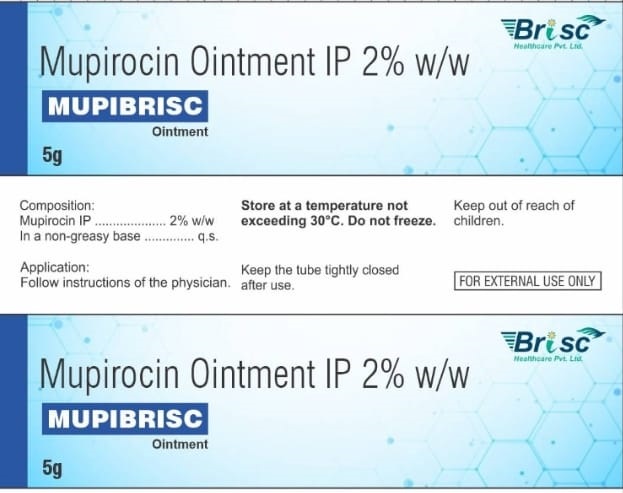 Brisc
Healthcare Pvt. Ltd.
Mupirocin Ointment IP 2% w/w
MUPIBRISC
Ointment
5g
Composition:
Mupirocin IP .................... 2% w/w
In a non-greasy base .............. q.s.
Application:
Follow instructions of the physician.
Store at a temperature not
exceeding 30°C. Do not freeze.
Keep the tube tightly closed
after use.
Keep out of reach of
children.
FOR EXTERNAL USE ONLY
Brisc
Healthcare Pvt. Ltd.
Mupirocin Ointment IP 2% w/w
MUPIBRISC
Ointment
5g